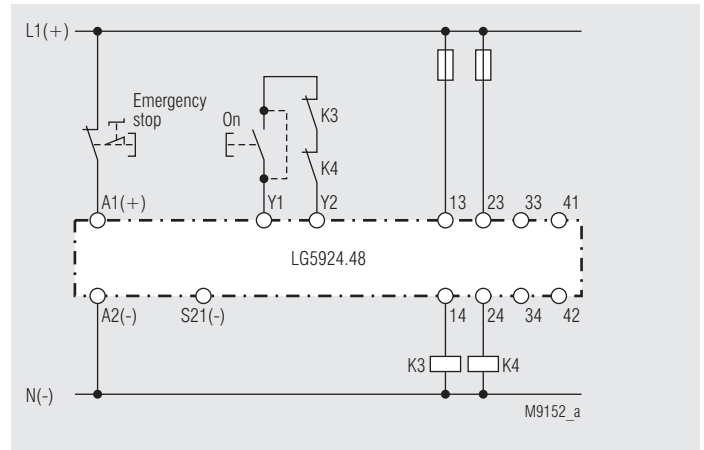 L1(+)
Emergency
stop
On
K3
K4
A1(+)
Y1
Y2
13
23
33
41
LG5924.48
A2(-)
S21(-)
14
24
34
42
K3
K4
N(-)
M9152_a